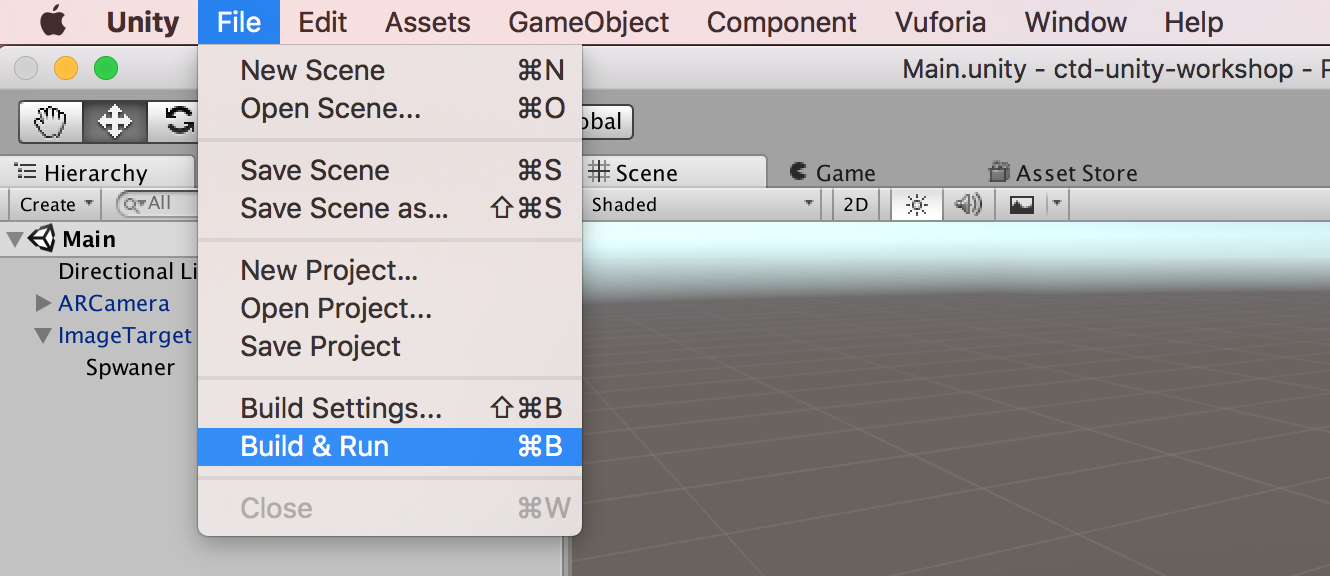 Unity File Edit Assets GameObject Component Vuforia Window Help
Main.unity - ctd-unity-workshop - P
New Scene ⌘N
Open Scene... ⌘O
Save Scene ⌘S
Save Scene as... ⇧⌘S
New Project...
Open Project...
Save Project
Build Settings... ⇧⌘B
Build & Run ⌘B
Close ⌘W
obal
Hierarchy
Create All
Main
Directional Li
ARCamera
ImageTarget
Spwaner
Scene Game Asset Store
Shaded 2D